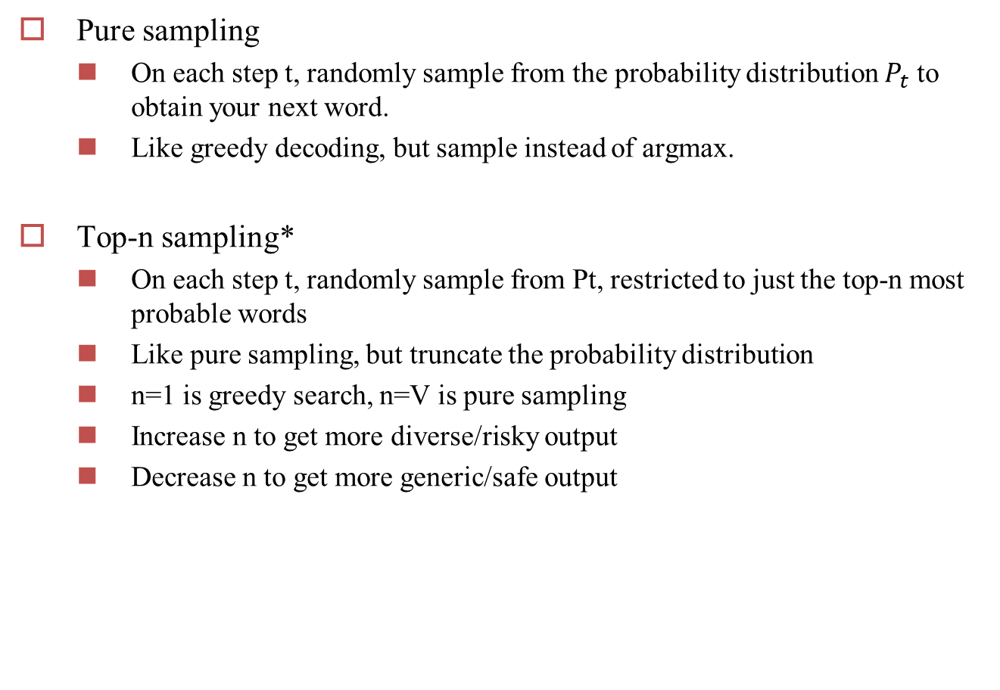 Pure sampling
On each step t, randomly sample from the probability distribution P_t to
obtain your next word.
Like greedy decoding, but sample instead of argmax.
Top-n sampling*
On each step t, randomly sample from Pt, restricted to just the top-n most
probable words
Like pure sampling, but truncate the probability distribution
n=1 is greedy search, n=V is pure sampling
Increase n to get more diverse/risky output
Decrease n to get more generic/safe output